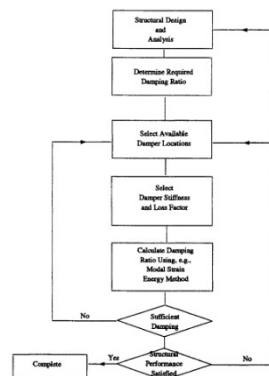 Structural Design
and
Analysis
Determine Required
Damping Ratio
Select Available
Damper Locations
Select
Damper Stiffness
and Loss Factor
Calculate Damping
Ratio Using, e.g.,
Modal Strain
Energy Method
No
Sufficient
Damping
Complete
Yes
Structural
Performance
Satisfied
No